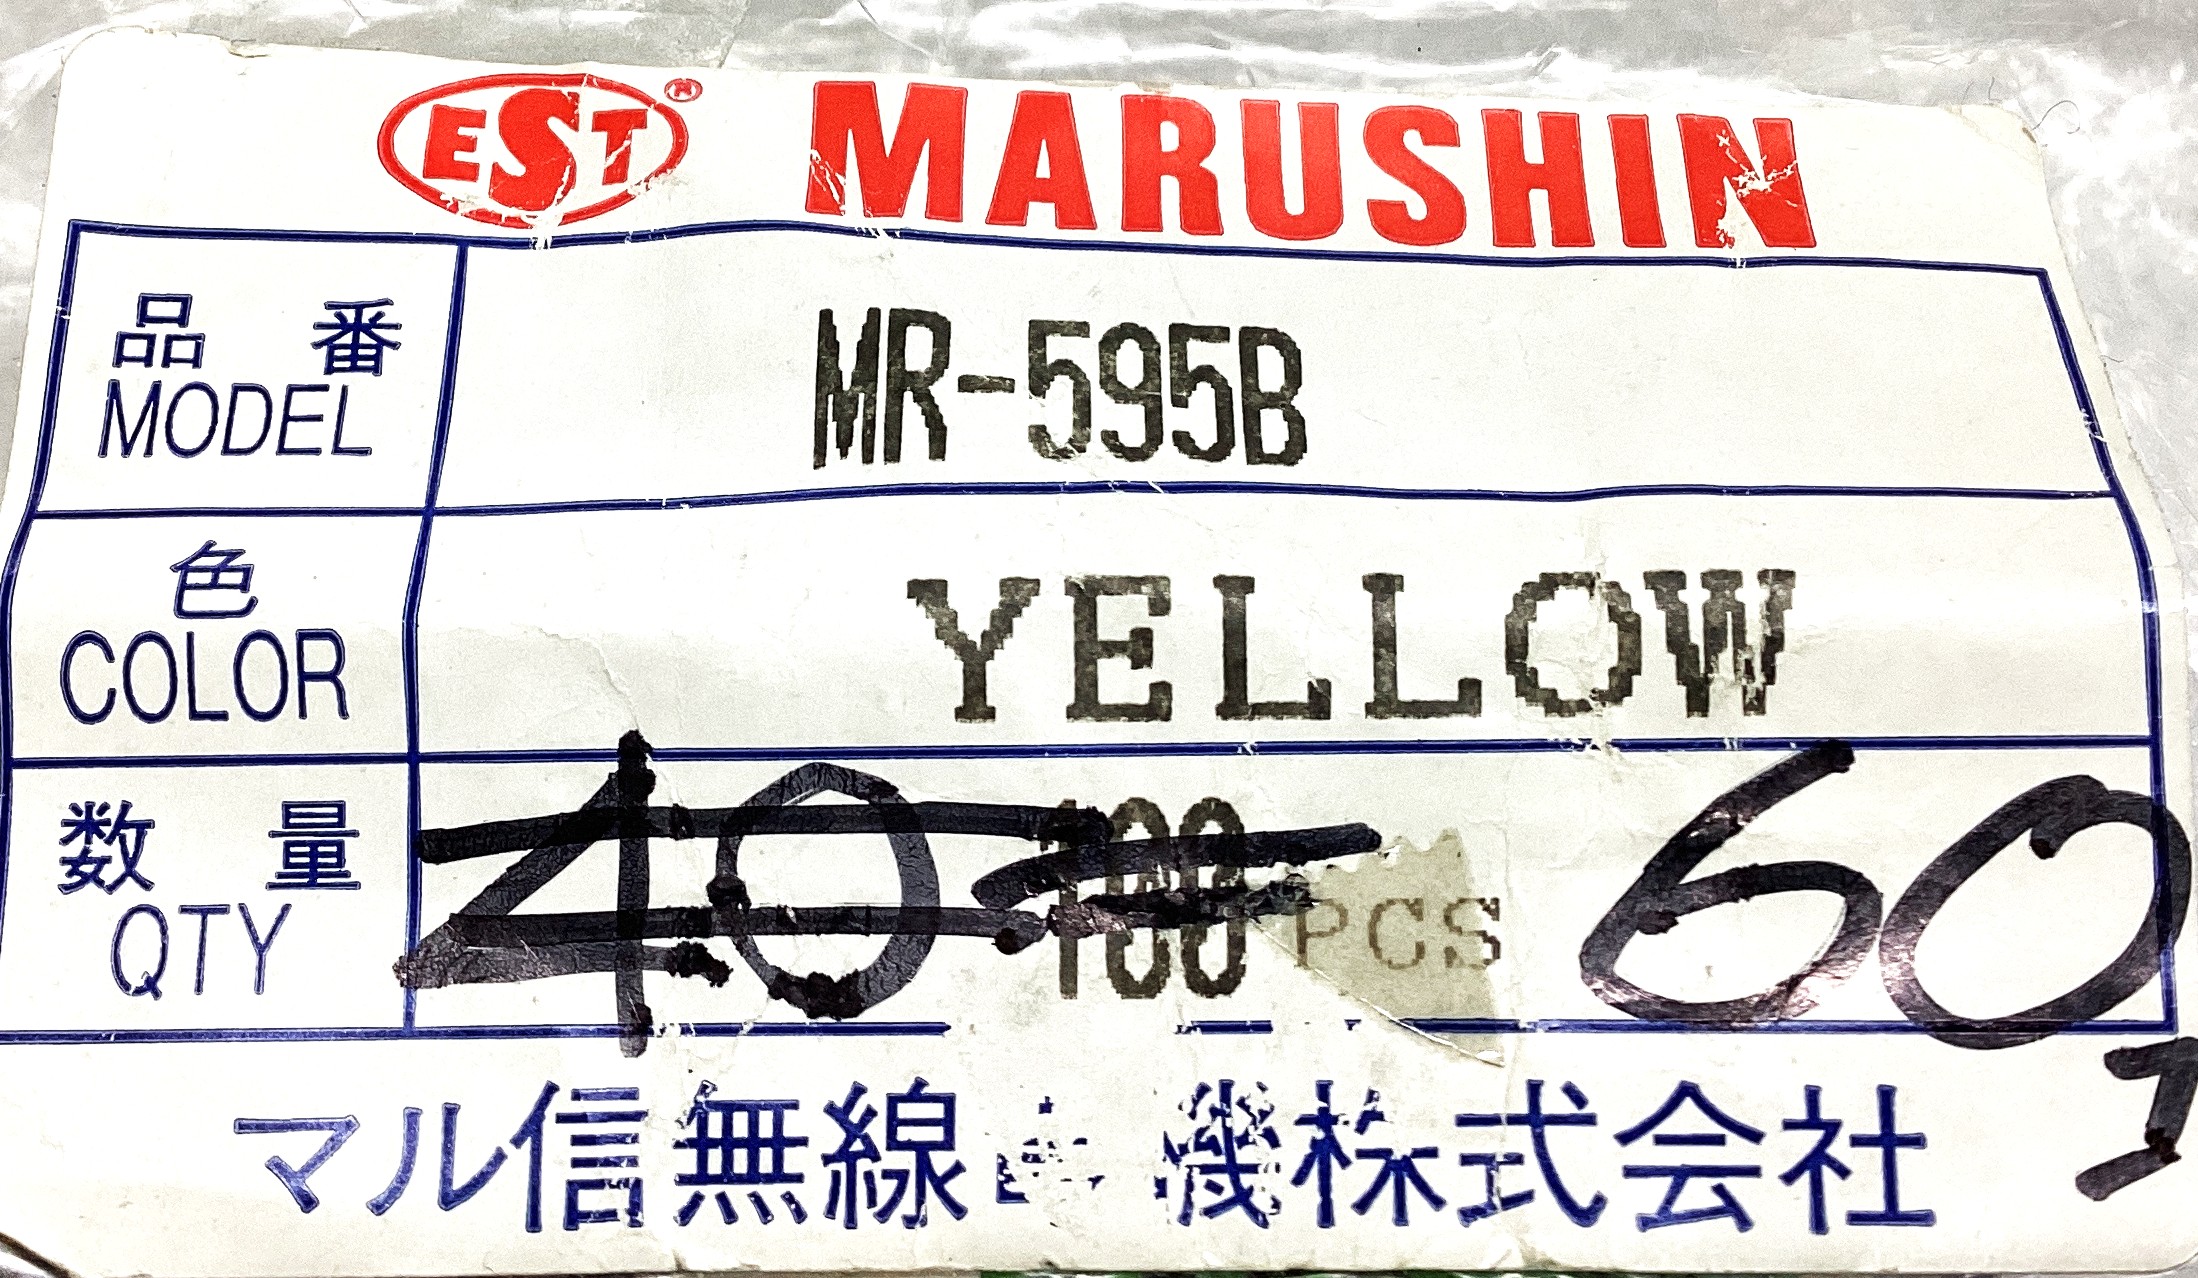 EST® MARUSHIN
品番
MODEL
MR-595B
色
COLOR
YELLOW
数量
QTY
40 100 PCS 60
マル信無線 機株式会社